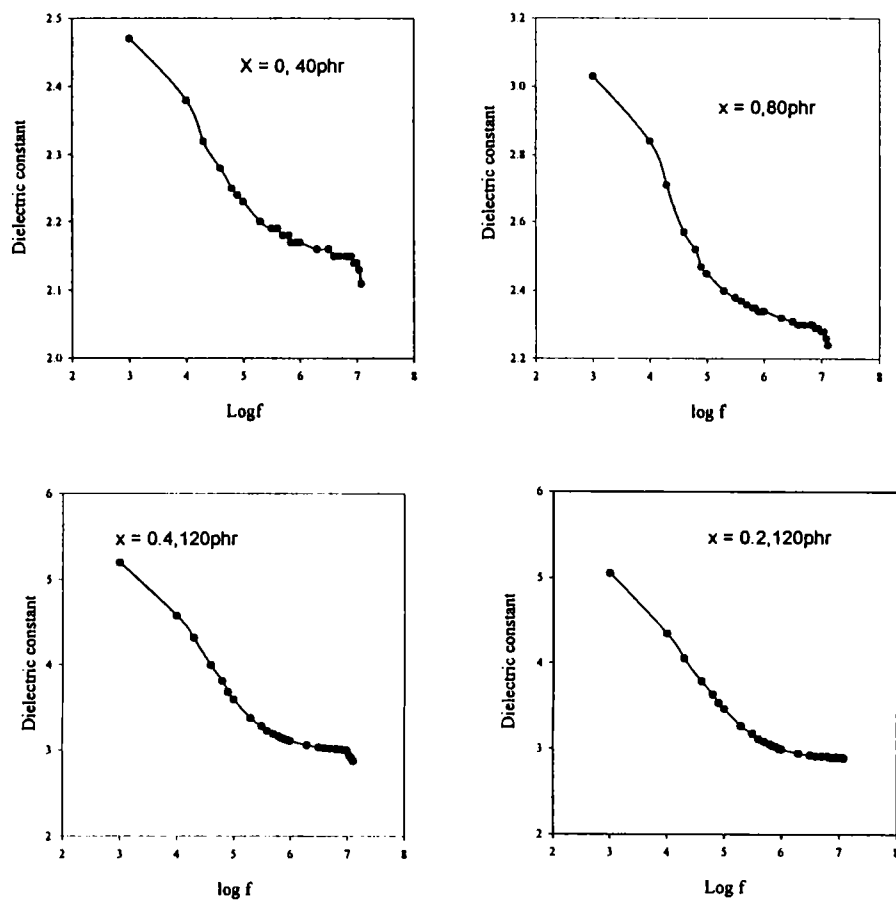 2.5
2.4
2.3
2.2
2.1
2.0
Dielectric constant
X = 0, 40phr
2 3 4 5 6 7 8
Logf
3.2
3.0
2.8
2.6
2.4
2.2
Dielectric constant
x = 0,80phr
2 3 4 5 6 7 8
log f
6
5
4
3
2
Dielectric constant
x = 0.4,120phr
2 3 4 5 6 7 8
log f
6
5
4
3
2
Dielectric constant
x = 0.2,120phr
2 3 4 5 6 7 8
Log f